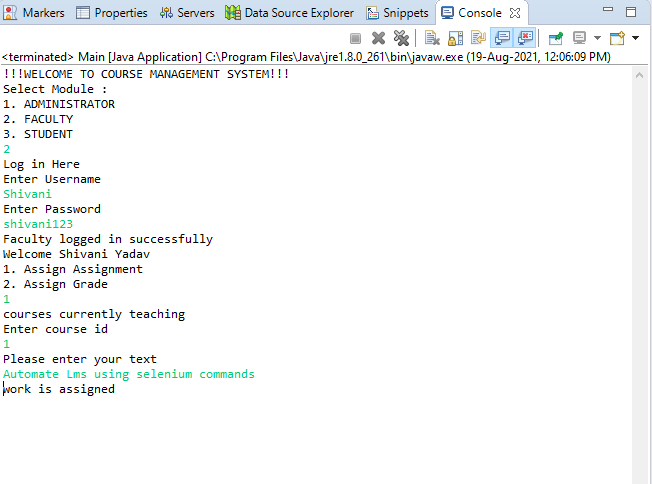 Markers Properties Servers Data Source Explorer Snippets Console
<terminated> Main [Java Application] C:\Program Files\Java\jre1.8.0_261\bin\javaw.exe (19-Aug-2021, 12:06:09 PM)
!!!WELCOME TO COURSE MANAGEMENT SYSTEM!!!
Select Module :
1. ADMINISTRATOR
2. FACULTY
3. STUDENT
2
Log in Here
Enter Username
Shivani
Enter Password
shivani123
Faculty logged in successfully
Welcome Shivani Yadav
1. Assign Assignment
2. Assign Grade
1
courses currently teaching
Enter course id
1
Please enter your text
Automate Lms using selenium commands
work is assigned